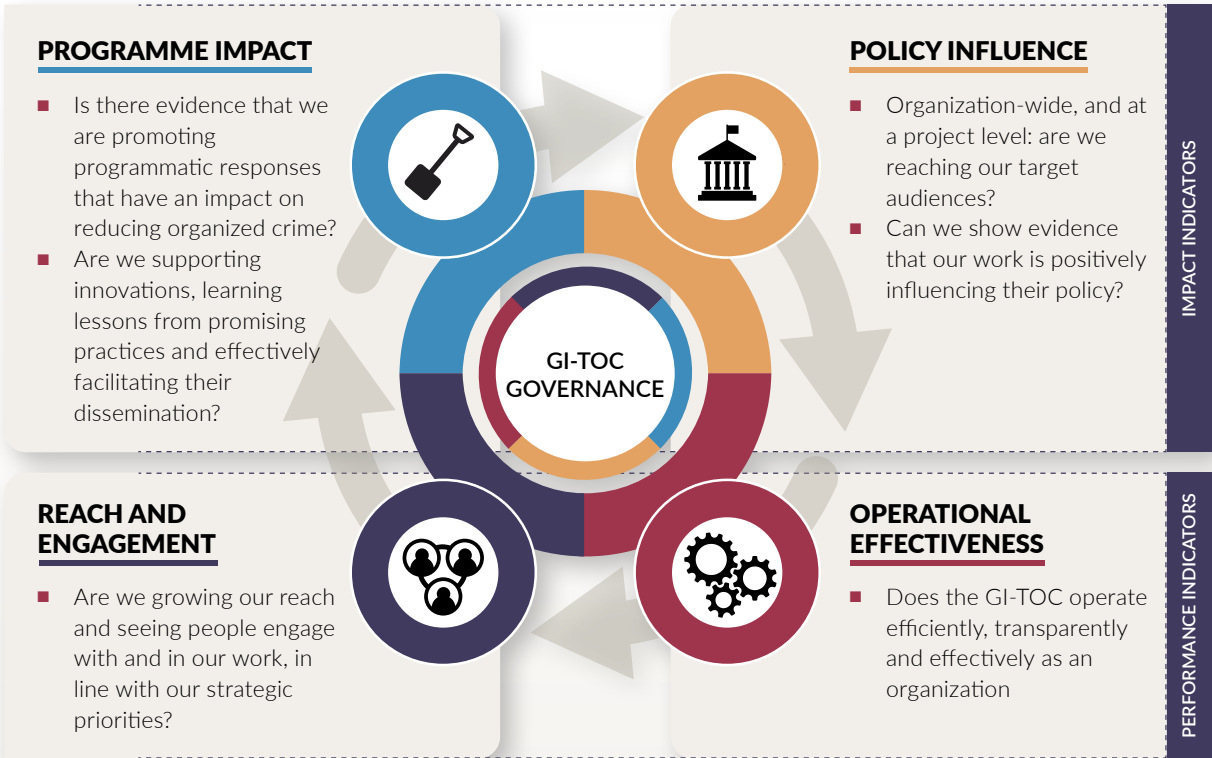 PROGRAMME IMPACT
Is there evidence that we
are promoting
programmatic responses
that have an impact on
reducing organized crime?
Are we supporting
innovations, learning
lessons from promising
practices and effectively
facilitating their
dissemination?
POLICY INFLUENCE
Organization-wide, and at
a project level: are we
reaching our target
audiences?
Can we show evidence
that our work is positively
influencing their policy?
IMPACT INDICATORS
GI-TOC
GOVERNANCE
REACH AND
ENGAGEMENT
Are we growing our reach
and seeing people engage
with and in our work, in
line with our strategic
priorities?
OPERATIONAL
EFFECTIVENESS
Does the GI-TOC operate
efficiently, transparently
and effectively as an
organization
PERFORMANCE INDICATORS